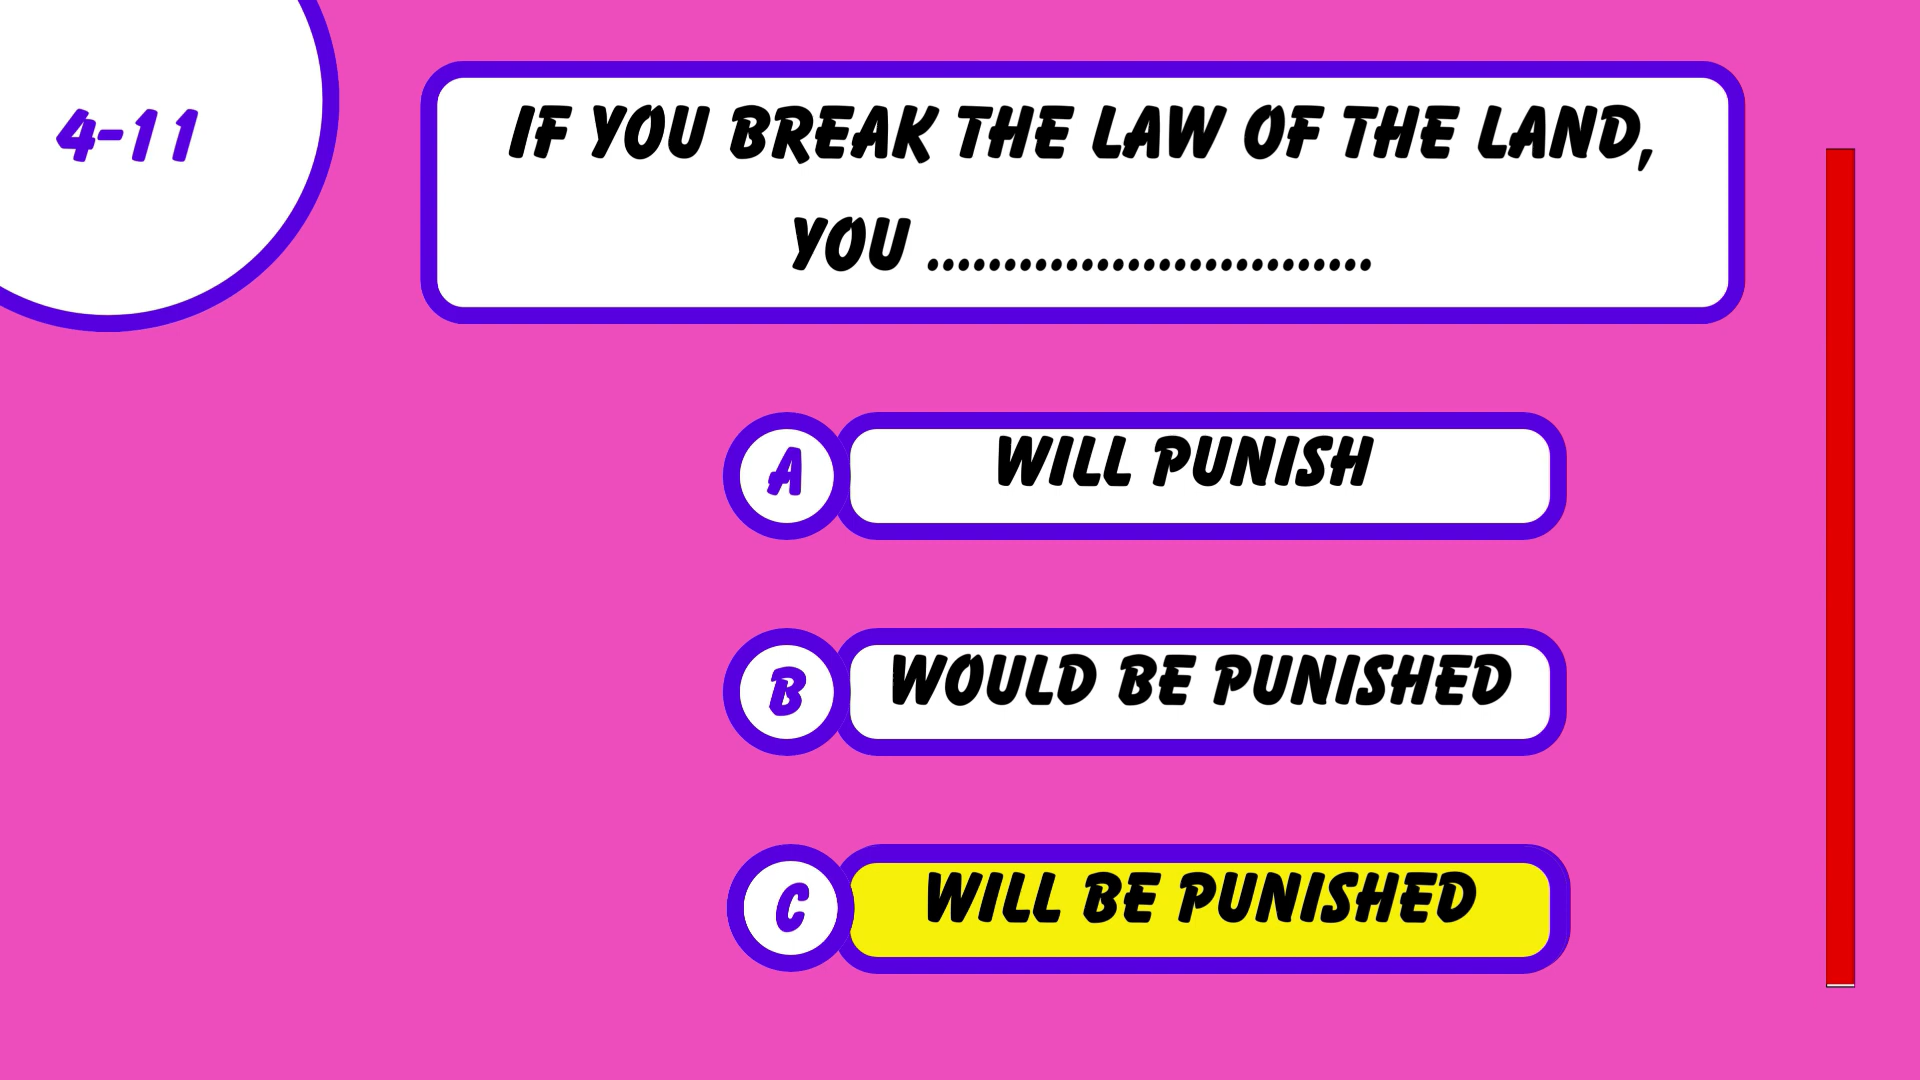 4-11
IF YOU BREAK THE LAW OF THE LAND,
YOU .............................
A WILL PUNISH
B WOULD BE PUNISHED
C WILL BE PUNISHED